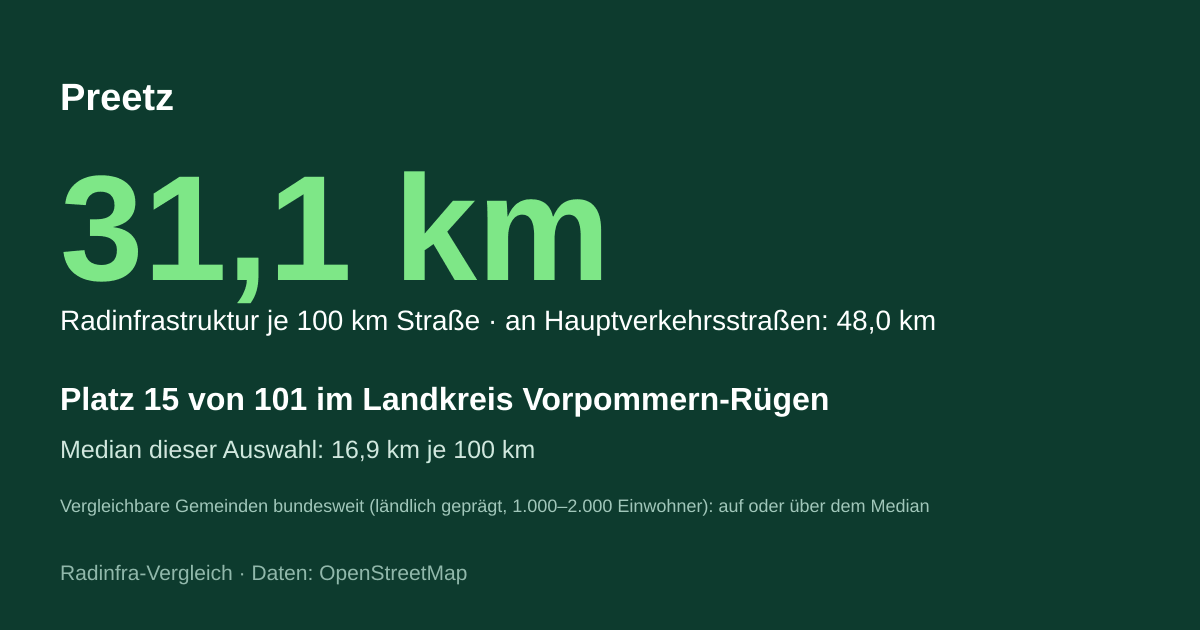 Preetz
31,1 km
Radinfrastruktur je 100 km Straße · an Hauptverkehrsstraßen: 48,0 km
Platz 15 von 101 im Landkreis Vorpommern-Rügen
Median dieser Auswahl: 16,9 km je 100 km
Vergleichbare Gemeinden bundesweit (ländlich geprägt, 1.000–2.000 Einwohner): auf oder über dem Median
Radinfra-Vergleich · Daten: OpenStreetMap